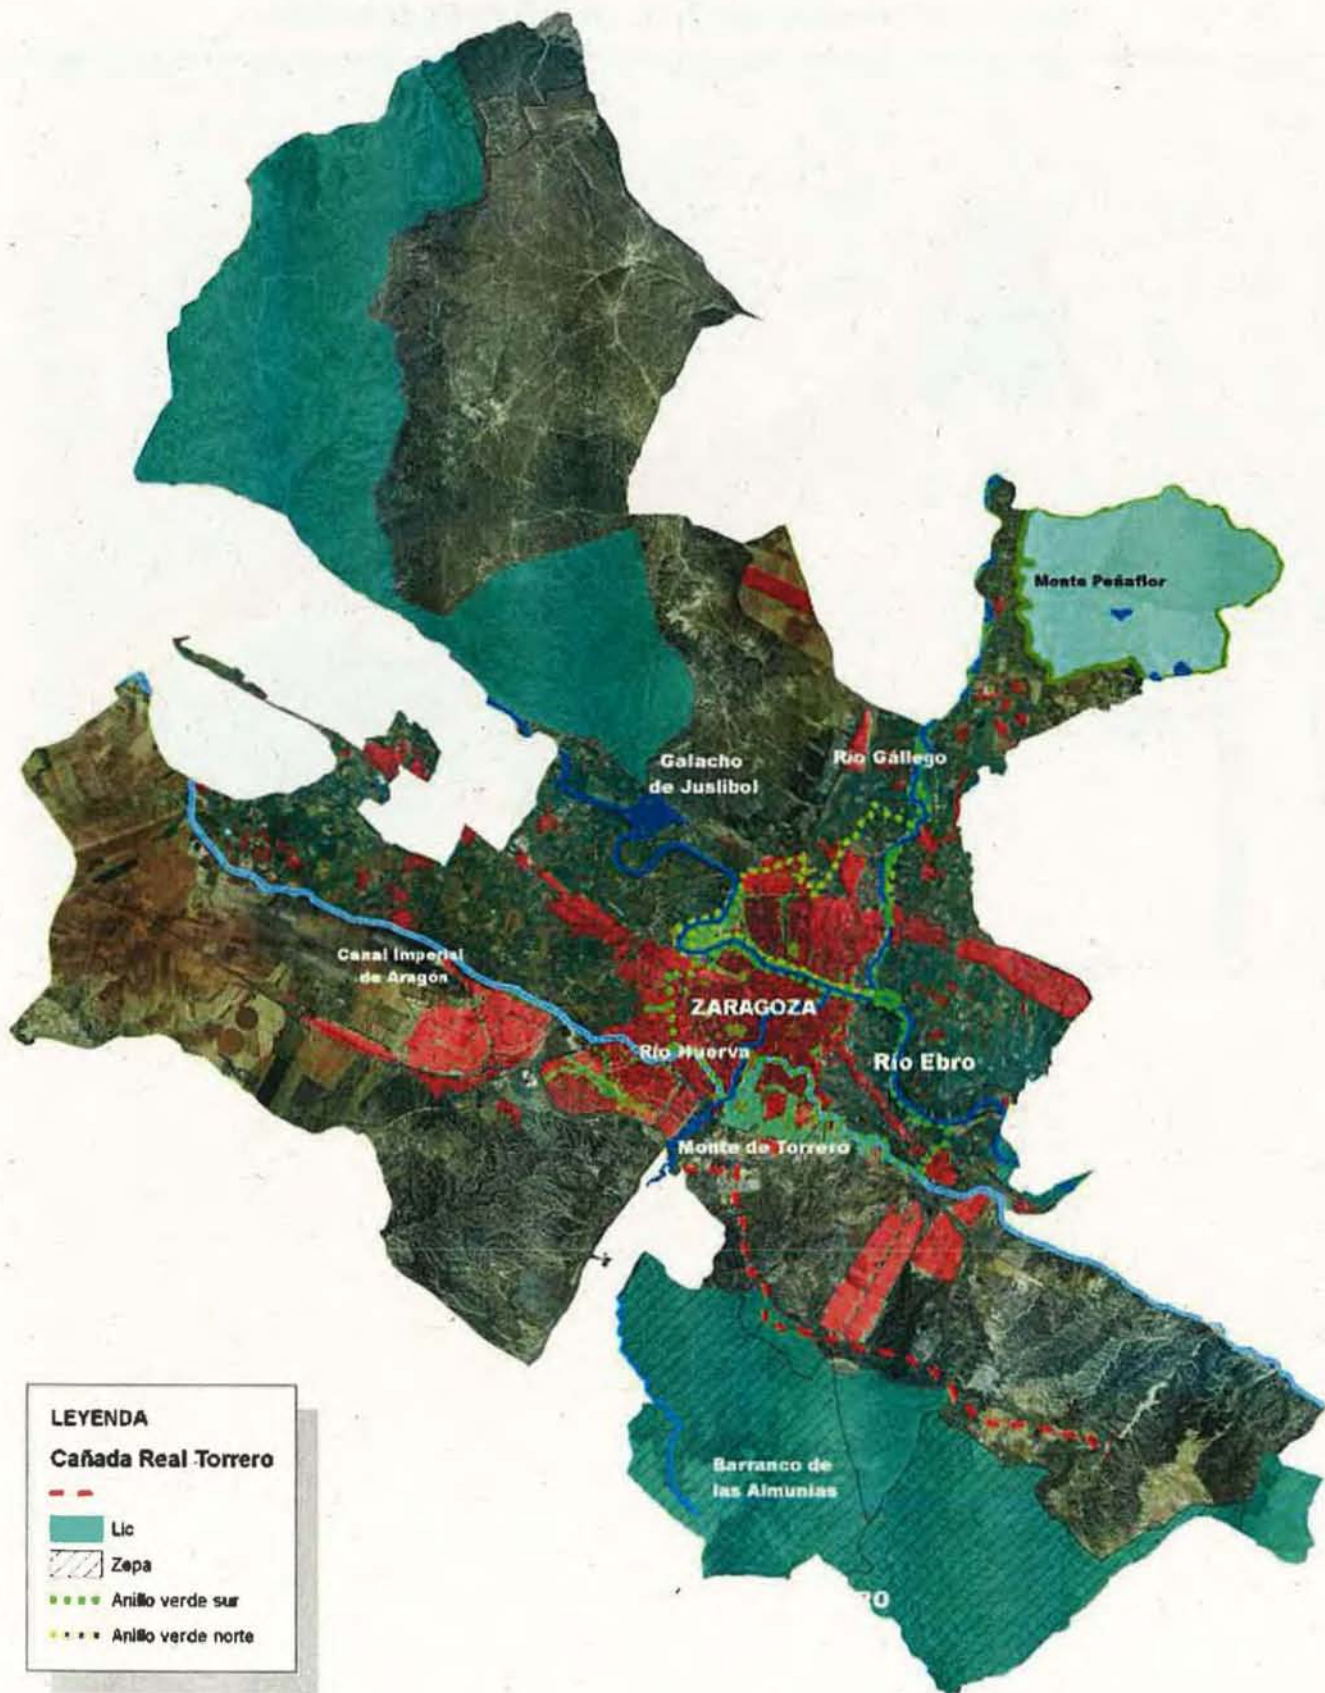 Monte Peñaflor
Galacho
de Juslibol
Río Gállego
Canal Imperial
de Aragón
ZARAGOZA
Río Huerva
Río Ebro
Monte de Torrero
Barranco de
las Almunias
RO
LEYENDA
Cañada Real Torrero
Lic
Zepa
Anillo verde sur
Anillo verde norte